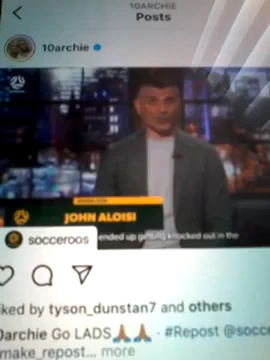 10ARCHIE
Posts
10archie
JOHN ALOISI
socceroos
ended up getting knocked out in the
ked by tyson_dunstan7 and others
0archie Go LADS🙏🏽🙏🏽 · #Repost @socce
make_repost... more